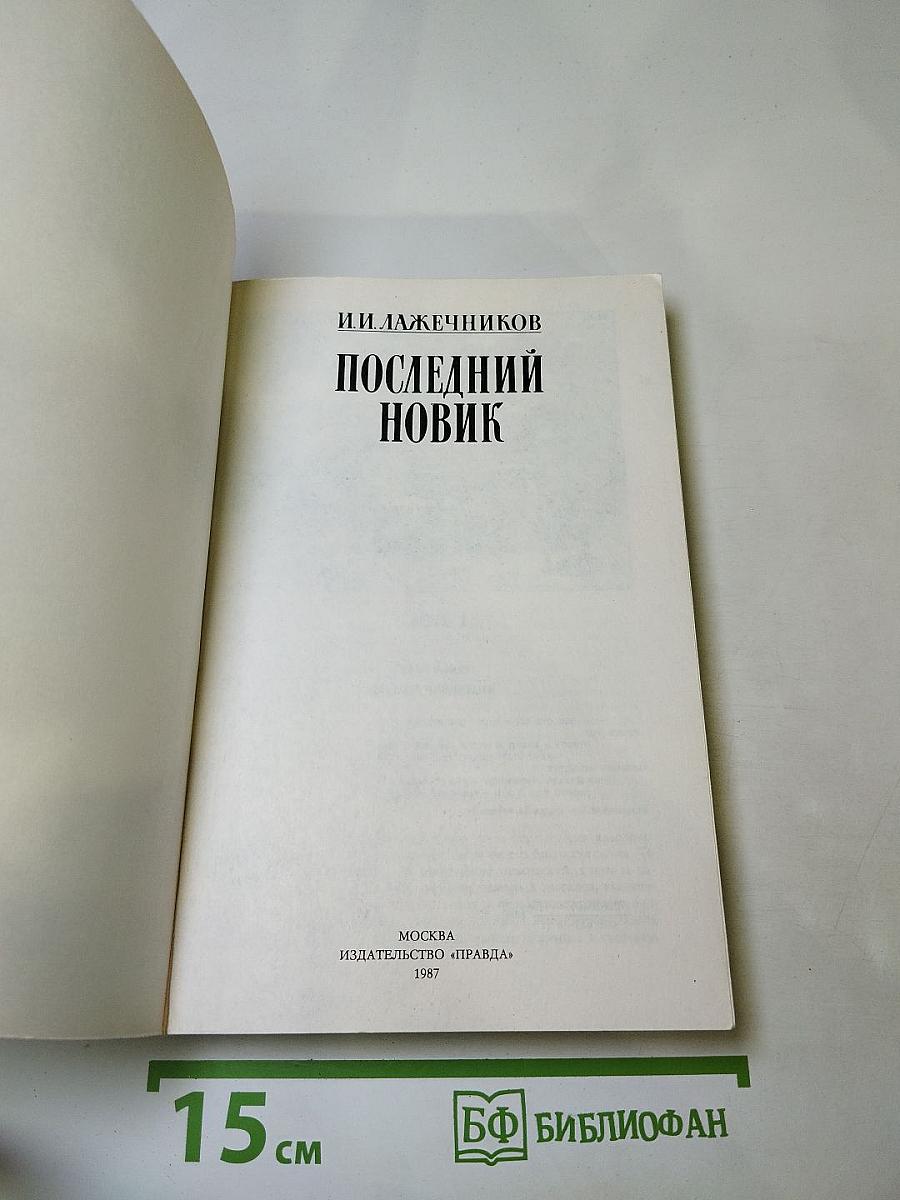 И.И.ЛАЖЕЧНИКОВ
ПОСЛЕДНИЙ
НОВИК
МОСКВА
ИЗДАТЕЛЬСТВО «ПРАВДА»
1987
15 см
БФ БИБЛИОФАН